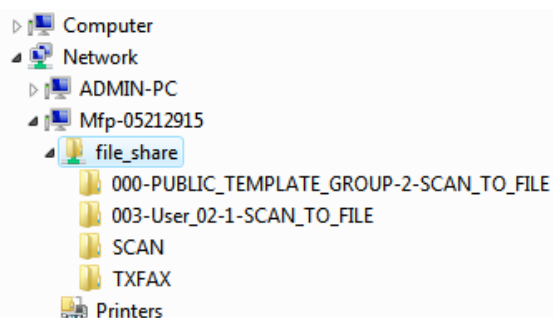 Computer
Network
ADMIN-PC
Mfp-05212915
file_share
000-PUBLIC_TEMPLATE_GROUP-2-SCAN_TO_FILE
003-User_02-1-SCAN_TO_FILE
SCAN
TXFAX
Printers